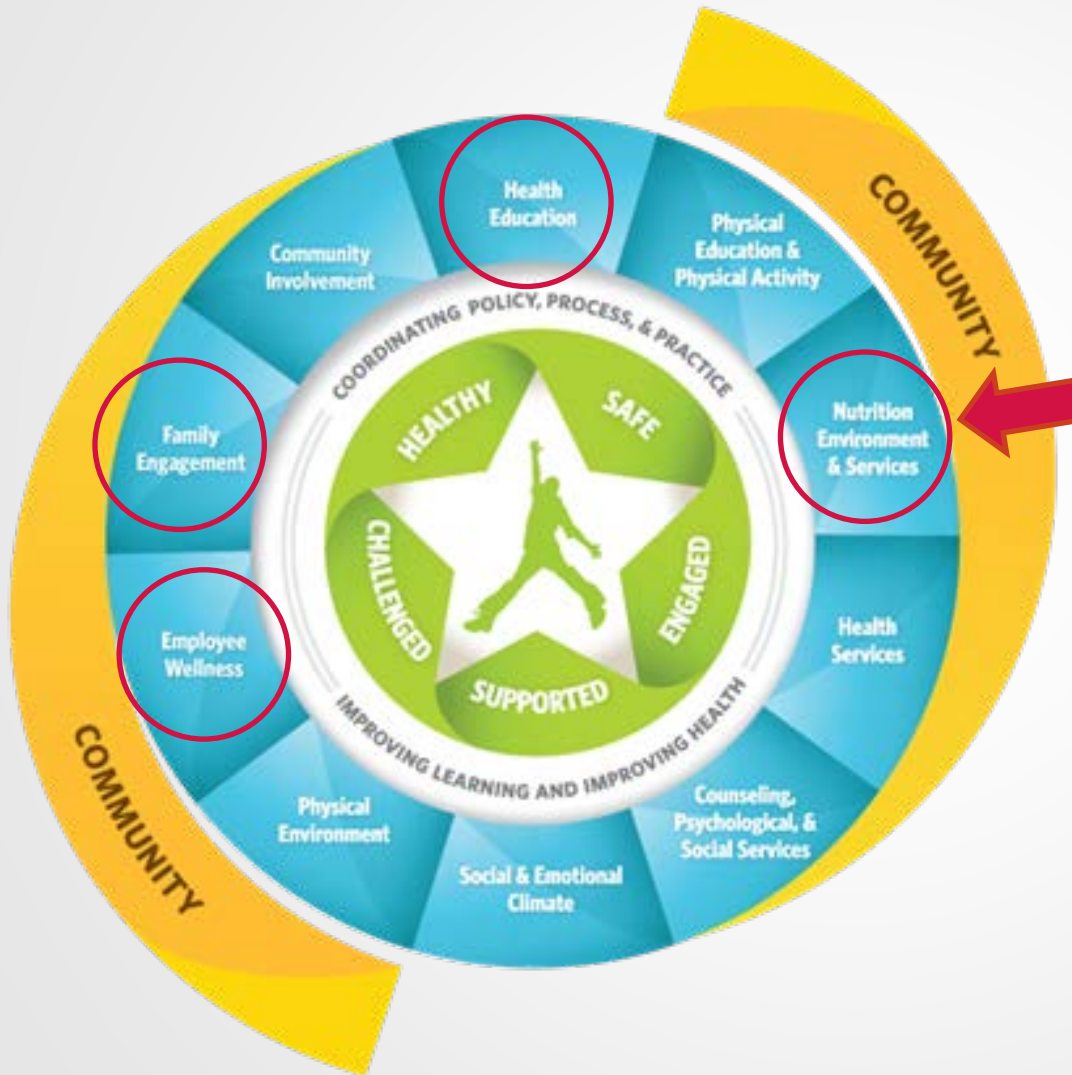 COMMUNITY
Health
Education
Physical
Education &
Physical Activity
Nutrition
Environment
& Services
Health
Services
Counseling,
Psychological, &
Social Services
Social & Emotional
Climate
Physical
Environment
Employee
Wellness
Family
Engagement
Community
Involvement
COORDINATING POLICY, PROCESS, & PRACTICE
IMPROVING LEARNING AND IMPROVING HEALTH
HEALTHY
SAFE
ENGAGED
SUPPORTED
CHALLENGED
COMMUNITY